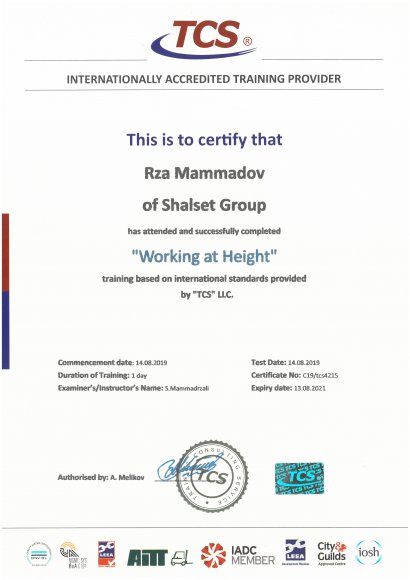 TCS ®
INTERNATIONALLY ACCREDITED TRAINING PROVIDER
This is to certify that
Rza Mammadov
of Shalset Group
has attended and successfully completed
"Working at Height"
training based on international standards provided
by "TCS" LLC.
Commencement date: 14.08.2019
Test Date: 14.08.2019
Duration of Training: 1 day
Certificate No: C19/tcs4215
Examiner's/Instructor's Name: S.Mammadrzali
Expiry date: 13.08.2021
CONSULTING
TRAINING
SERVICE
TCS
Authorised by: A. Melikov
TCS
LEEA
AITT
IADC
MEMBER
LEEA
City&
Guilds
Approved Centre
iosh